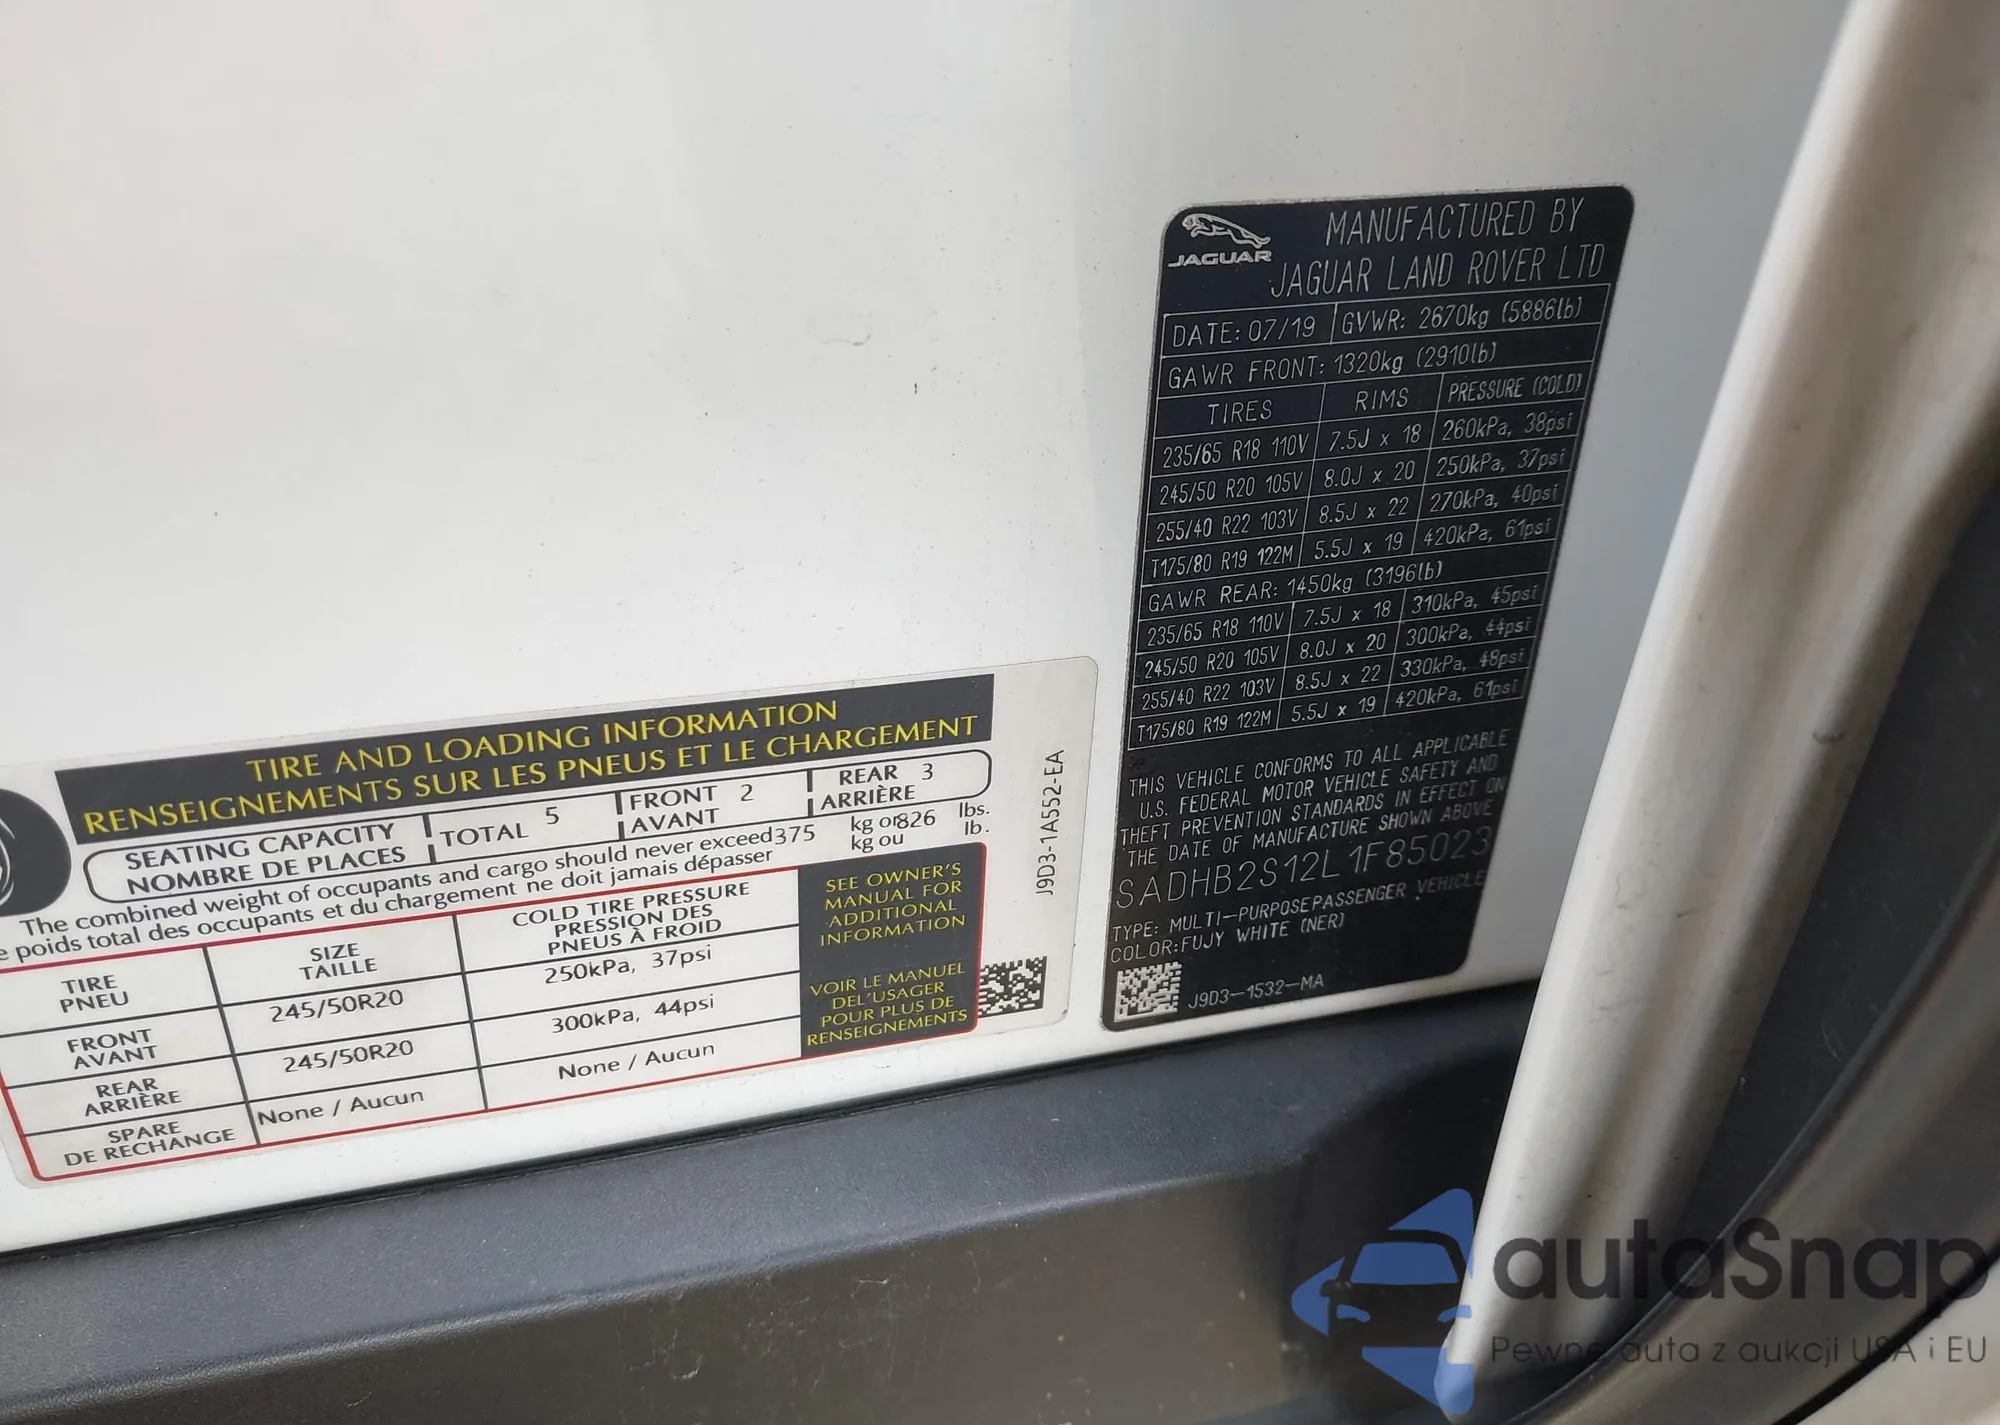 JAGUAR
MANUFACTURED BY
JAGUAR LAND ROVER LTD
DATE: 07/19 GVWR: 2670kg (5886lb)
GAWR FRONT: 1320kg (2910lb)
TIRES RIMS PRESSURE (COLD)
235/65 R18 110V 7.5J x 18 260kPa, 38psi
245/50 R20 105V 8.0J x 20 250kPa, 37psi
255/40 R22 103V 8.5J x 22 270kPa, 40psi
T175/80 R19 122M 5.5J x 19 420kPa, 61psi
GAWR REAR: 1450kg (3196lb)
235/65 R18 110V 7.5J x 18 310kPa, 45psi
245/50 R20 105V 8.0J x 20 300kPa, 44psi
255/40 R22 103V 8.5J x 22 330kPa, 48psi
T175/80 R19 122M 5.5J x 19 420kPa, 61psi
THIS VEHICLE CONFORMS TO ALL APPLICABLE
U.S. FEDERAL MOTOR VEHICLE SAFETY AND
THEFT PREVENTION STANDARDS IN EFFECT ON
THE DATE OF MANUFACTURE SHOWN ABOVE
SADHB2S12L1F85023
TYPE: MULTI-PURPOSE PASSENGER VEHICLE
COLOR: FUJY WHITE (NER)
J9D3-1532-MA
TIRE AND LOADING INFORMATION
RENSEIGNEMENTS SUR LES PNEUS ET LE CHARGEMENT
SEATING CAPACITY
NOMBRE DE PLACES
TOTAL 5
FRONT 2
AVANT
REAR 3
ARRIÈRE
The combined weight of occupants and cargo should never exceed 375 kg or 826 lbs.
e poids total des occupants et du chargement ne doit jamais dépasser kg ou lb.
TIRE
PNEU
SIZE
TAILLE
COLD TIRE PRESSURE
PRESSION DES
PNEUS À FROID
FRONT
AVANT
245/50R20
250kPa, 37psi
REAR
ARRIÈRE
245/50R20
300kPa, 44psi
SPARE
DE RECHANGE
None / Aucun
None / Aucun
SEE OWNER'S
MANUAL FOR
ADDITIONAL
INFORMATION
VOIR LE MANUEL
DEL'USAGER
POUR PLUS DE
RENSEIGNEMENTS
J9D3-1A552-EA
autaSnap
Pewne auta z aukcji USA i EU